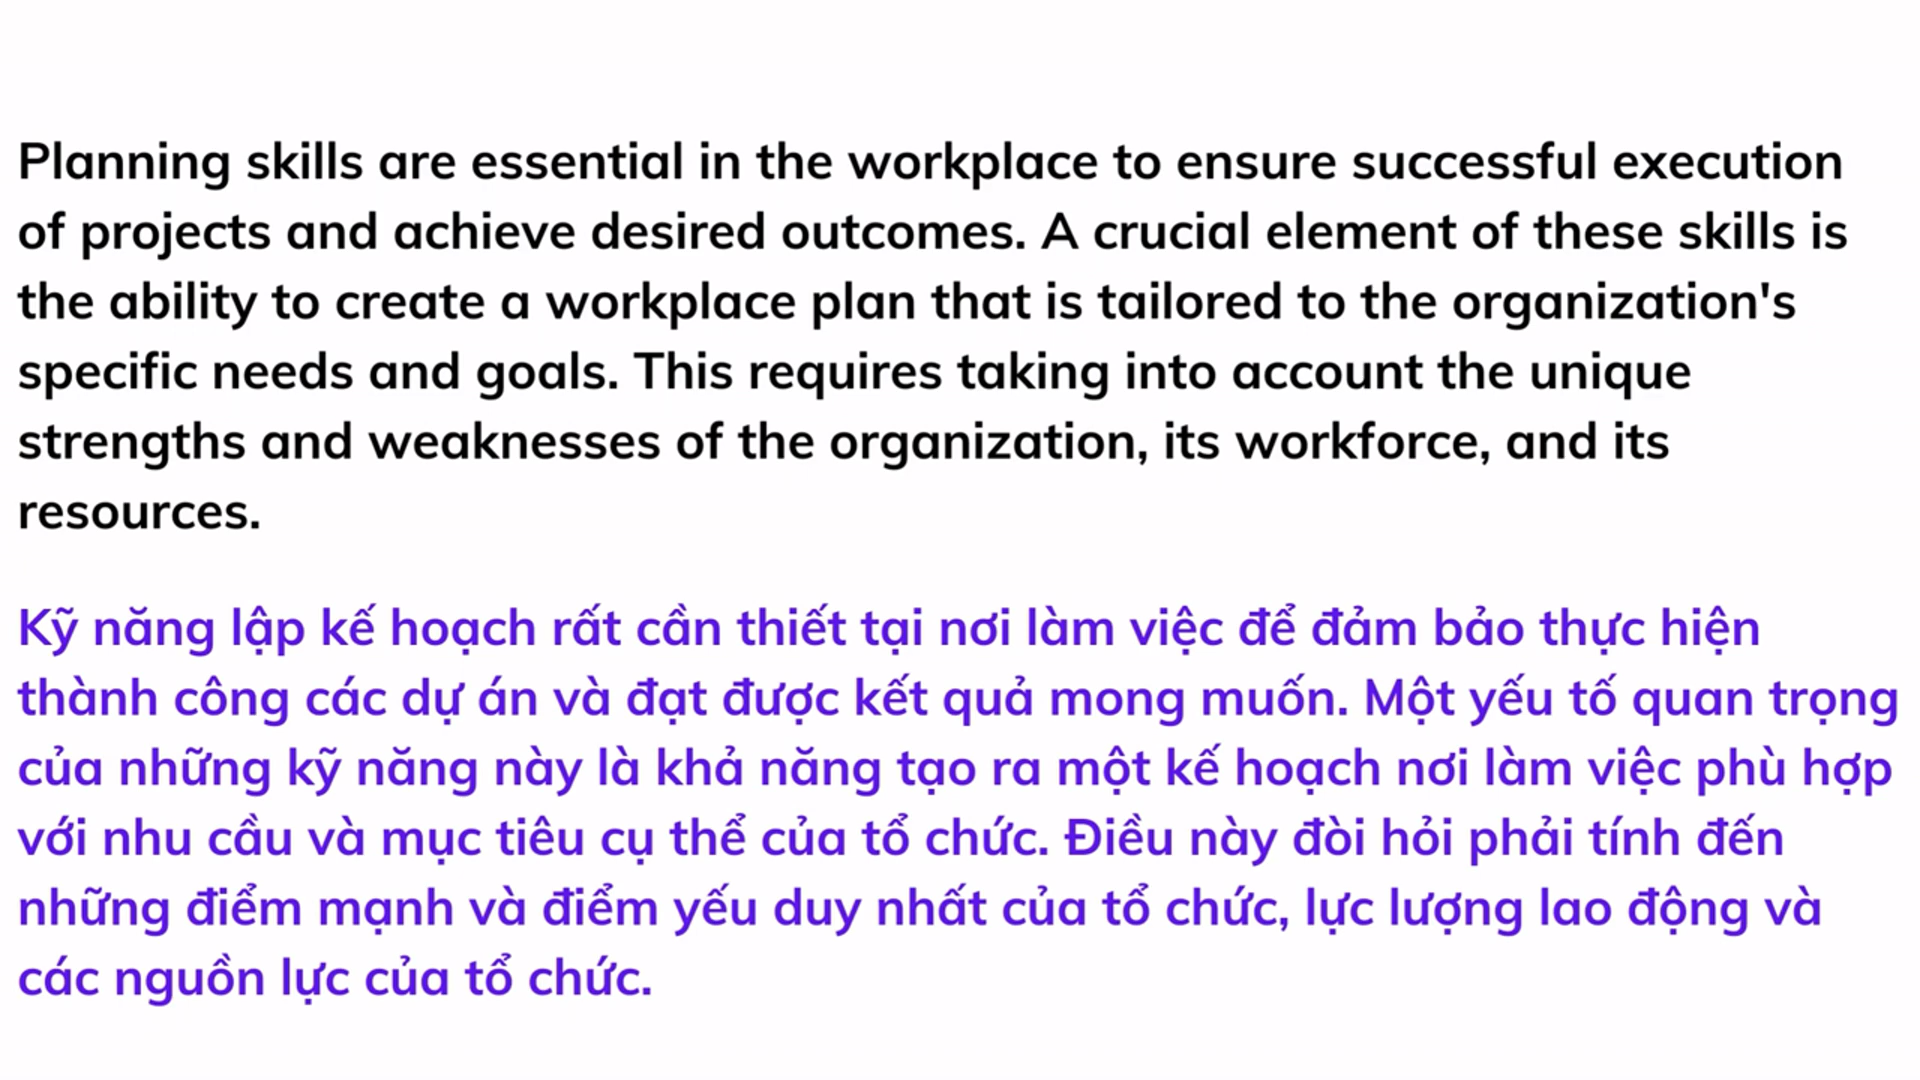 Planning skills are essential in the workplace to ensure successful execution
of projects and achieve desired outcomes. A crucial element of these skills is
the ability to create a workplace plan that is tailored to the organization's
specific needs and goals. This requires taking into account the unique
strengths and weaknesses of the organization, its workforce, and its
resources.
Kỹ năng lập kế hoạch rất cần thiết tại nơi làm việc để đảm bảo thực hiện
thành công các dự án và đạt được kết quả mong muốn. Một yếu tố quan trọng
của những kỹ năng này là khả năng tạo ra một kế hoạch nơi làm việc phù hợp
với nhu cầu và mục tiêu cụ thể của tổ chức. Điều này đòi hỏi phải tính đến
những điểm mạnh và điểm yếu duy nhất của tổ chức, lực lượng lao động và
các nguồn lực của tổ chức.